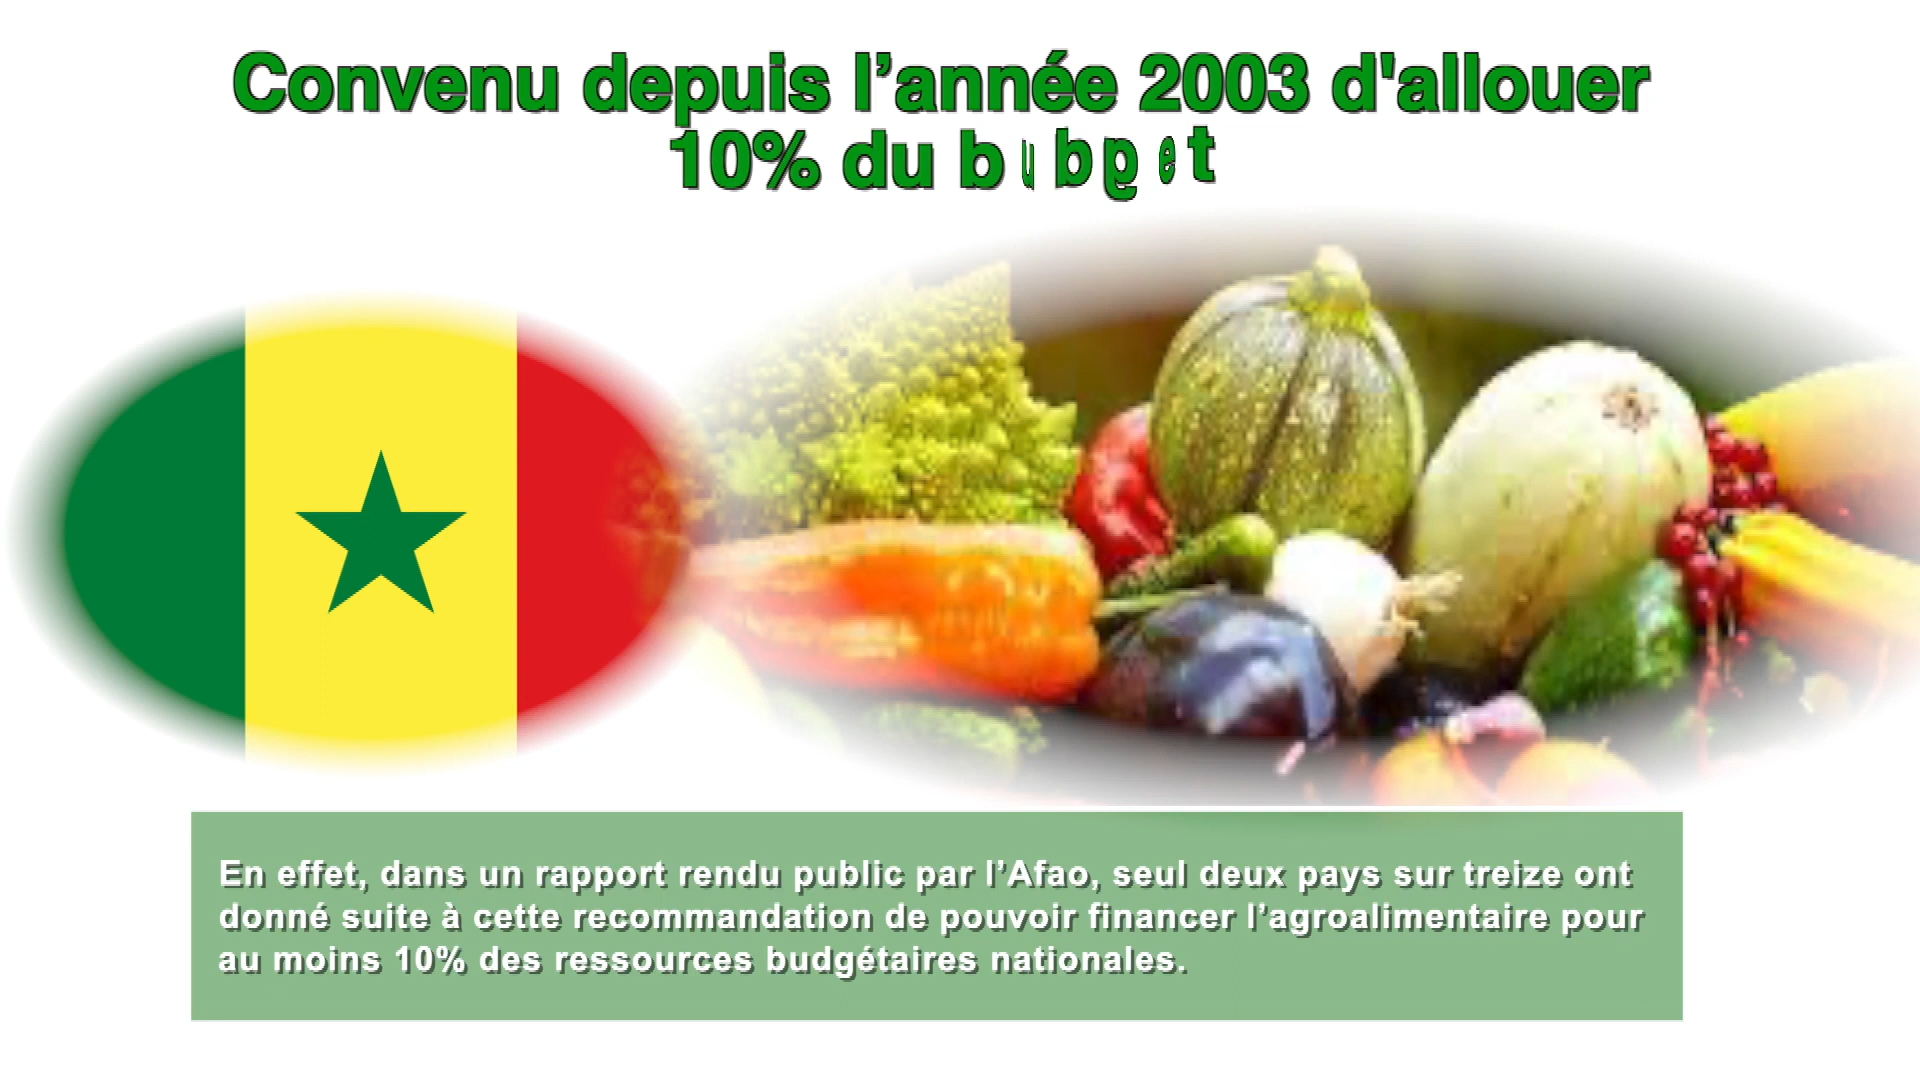 Convenu depuis l’année 2003 d'allouer
10% du budget
En effet, dans un rapport rendu public par l’Afao, seul deux pays sur treize ont
donné suite à cette recommandation de pouvoir financer l’agroalimentaire pour
au moins 10% des ressources budgétaires nationales.